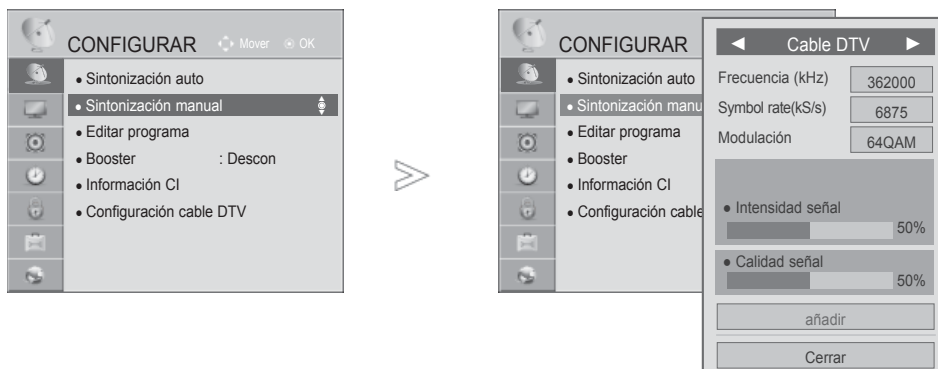 CONFIGURAR Mover OK
• Sintonización auto
• Sintonización manual
• Editar programa
• Booster : Descon
• Información CI
• Configuración cable DTV
CONFIGURAR
• Sintonización auto
• Sintonización manu
• Editar programa
• Booster
• Información CI
• Configuración cable
◄ Cable DTV ►
Frecuencia (kHz) 362000
Symbol rate(kS/s) 6875
Modulación 64QAM
• Intensidad señal
50%
• Calidad señal
50%
añadir
Cerrar